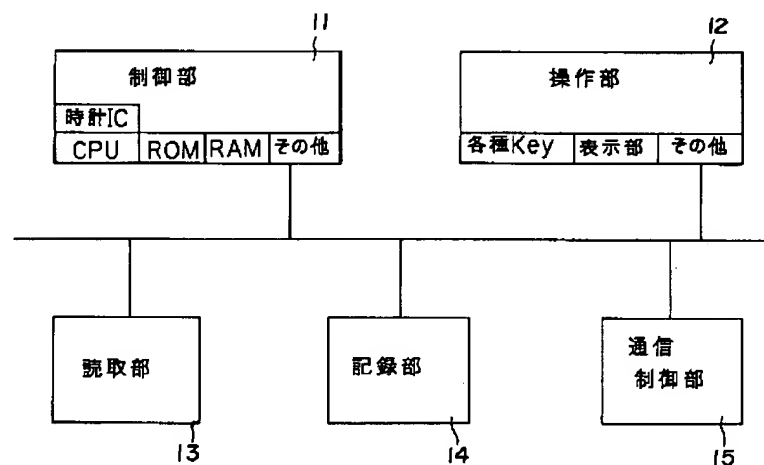 11
制御部
時計IC
CPU ROM RAM その他
12
操作部
各種Key 表示部 その他
読取部
13
記録部
14
通信
制御部
15